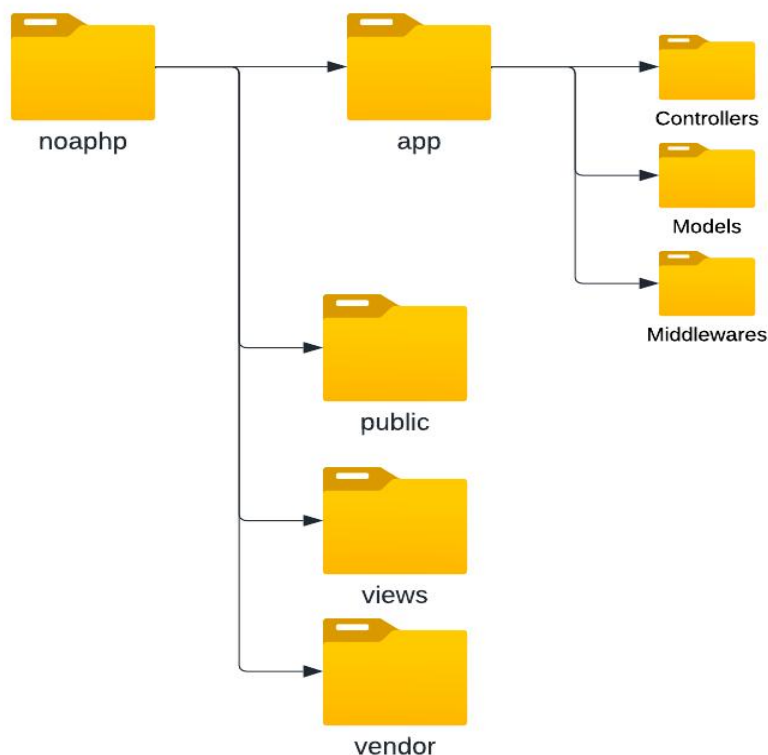 noaphp
app
Controllers
Models
Middlewares
public
views
vendor